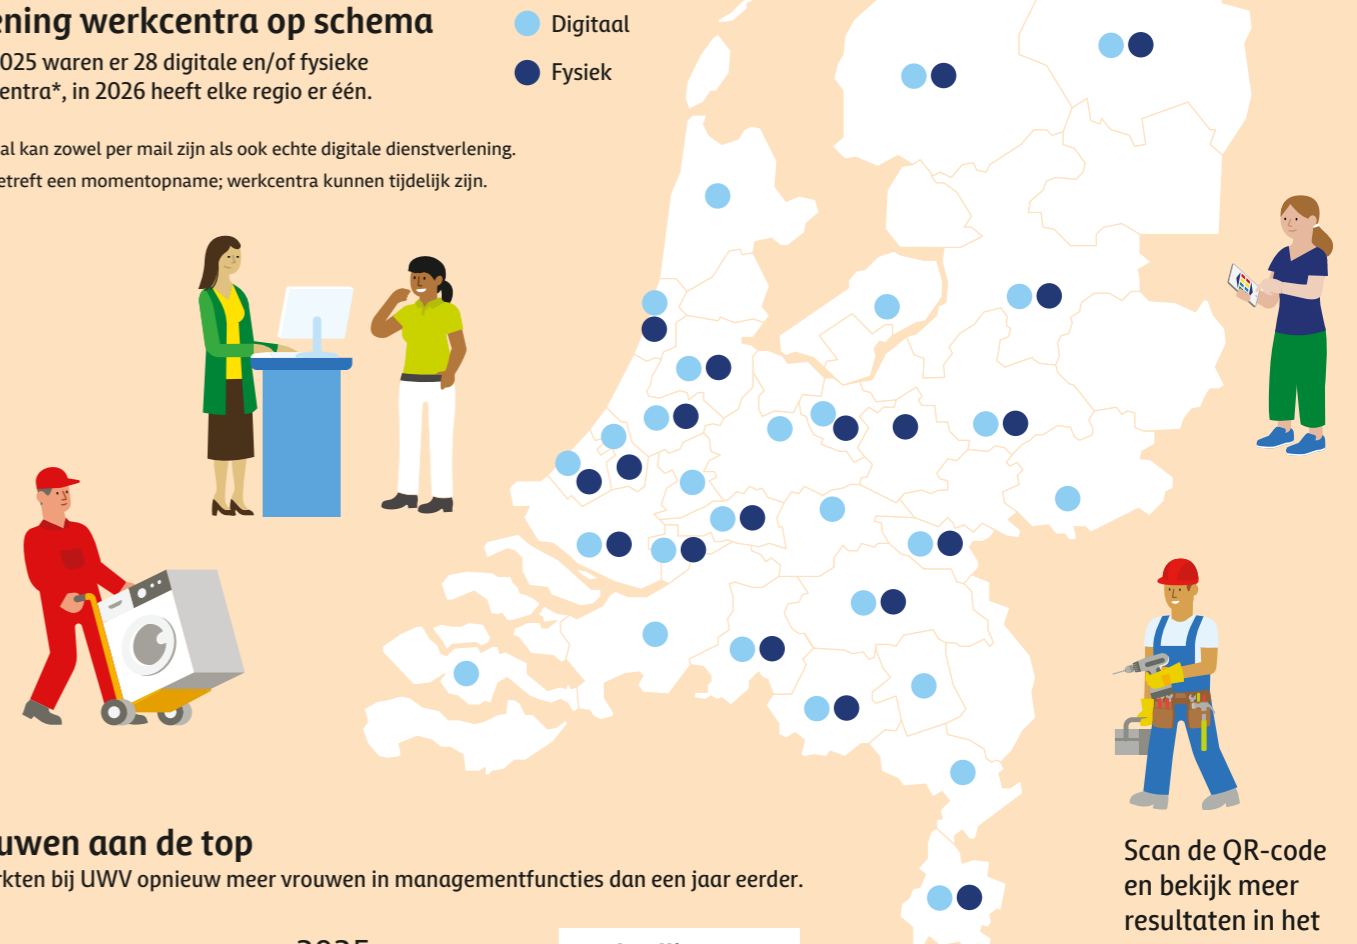 ening werkcentra op schema
025 waren er 28 digitale en/of fysieke
entra*, in 2026 heeft elke regio er één.
al kan zowel per mail zijn als ook echte digitale dienstverlening.
etreft een momentopname; werkcentra kunnen tijdelijk zijn.
Digitaal
Fysiek
uwen aan de top
rkten bij UWV opnieuw meer vrouwen in managementfuncties dan een jaar eerder.
2025
Scan de QR-code
en bekijk meer
resultaten in het